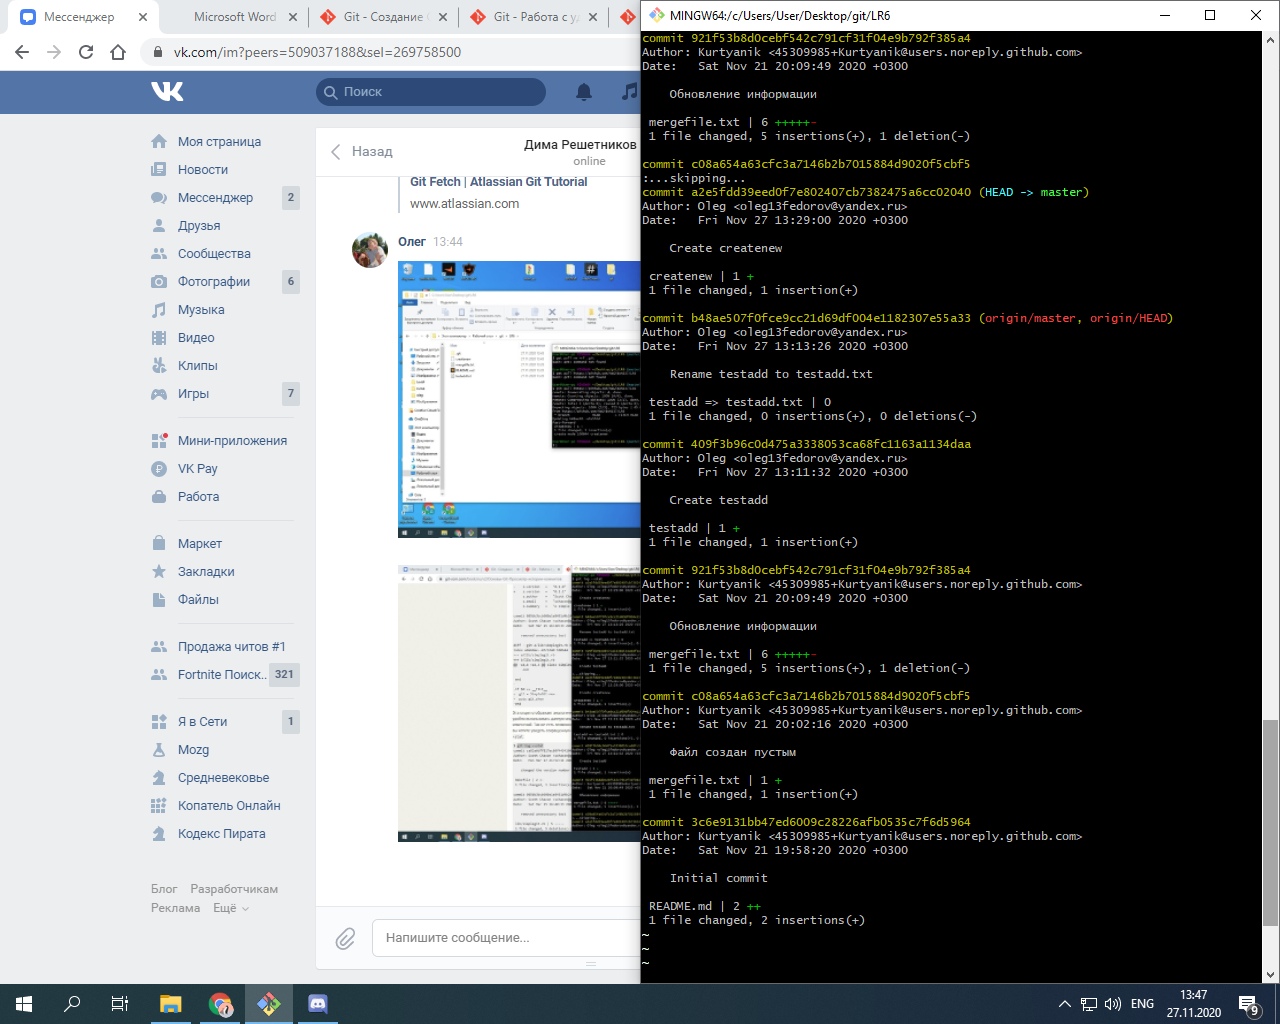 Мессенджер
Microsoft Word
Git - Создание
Git - Работа с у
vk.com/im?peers=509037188&sel=269758500
Поиск
Моя страница
Новости
Мессенджер 2
Друзья
Сообщества
Фотографии 6
Музыка
Видео
Клипы
Игры 7
Мини-приложения
VK Pay
Работа
Маркет
Закладки
Файлы
Продажа читов #1
Fortnite Поиск.. 321
Я в Сети 1
Mozg
Средневековье
Копатель Онлайн
Кодекс Пирата
Блог Разработчикам
Реклама Ещё
Назад
Дима Решетников
online
Git Fetch | Atlassian Git Tutorial
www.atlassian.com
Олег 13:44
Напишите сообщение...
MINGW64:/c/Users/User/Desktop/git/LR6
commit 921f53b8d0cebf542c791cf31f04e9b792f385a4
Author: Kurtyanik <45309985+Kurtyanik@users.noreply.github.com>
Date: Sat Nov 21 20:09:49 2020 +0300
Обновление информации
mergefile.txt | 6 +++++-
1 file changed, 5 insertions(+), 1 deletion(-)
commit c08a654a63cfc3a7146b2b7015884d9020f5cbf5
:...skipping...
commit a2e5fdd39eed0f7e802407cb7382475a6cc02040 (HEAD -> master)
Author: Oleg <oleg13fedorov@yandex.ru>
Date: Fri Nov 27 13:29:00 2020 +0300
Create createnew
createnew | 1 +
1 file changed, 1 insertion(+)
commit b48ae507f0fce9cc21d69df004e1182307e55a33 (origin/master, origin/HEAD)
Author: Oleg <oleg13fedorov@yandex.ru>
Date: Fri Nov 27 13:13:26 2020 +0300
Rename testadd to testadd.txt
testadd => testadd.txt | 0
1 file changed, 0 insertions(+), 0 deletions(-)
commit 409f3b96c0d475a3338053ca68fc1163a1134daa
Author: Oleg <oleg13fedorov@yandex.ru>
Date: Fri Nov 27 13:11:32 2020 +0300
Create testadd
testadd | 1 +
1 file changed, 1 insertion(+)
commit 921f53b8d0cebf542c791cf31f04e9b792f385a4
Author: Kurtyanik <45309985+Kurtyanik@users.noreply.github.com>
Date: Sat Nov 21 20:09:49 2020 +0300
Обновление информации
mergefile.txt | 6 +++++-
1 file changed, 5 insertions(+), 1 deletion(-)
commit c08a654a63cfc3a7146b2b7015884d9020f5cbf5
Author: Kurtyanik <45309985+Kurtyanik@users.noreply.github.com>
Date: Sat Nov 21 20:02:16 2020 +0300
Файл создан пустым
mergefile.txt | 1 +
1 file changed, 1 insertion(+)
commit 3c6e9131bb47ed6009c28226afb0535c7f6d5964
Author: Kurtyanik <45309985+Kurtyanik@users.noreply.github.com>
Date: Sat Nov 21 19:58:20 2020 +0300
Initial commit
README.md | 2 ++
1 file changed, 2 insertions(+)
~
~
~
ENG
13:47
27.11.2020
9